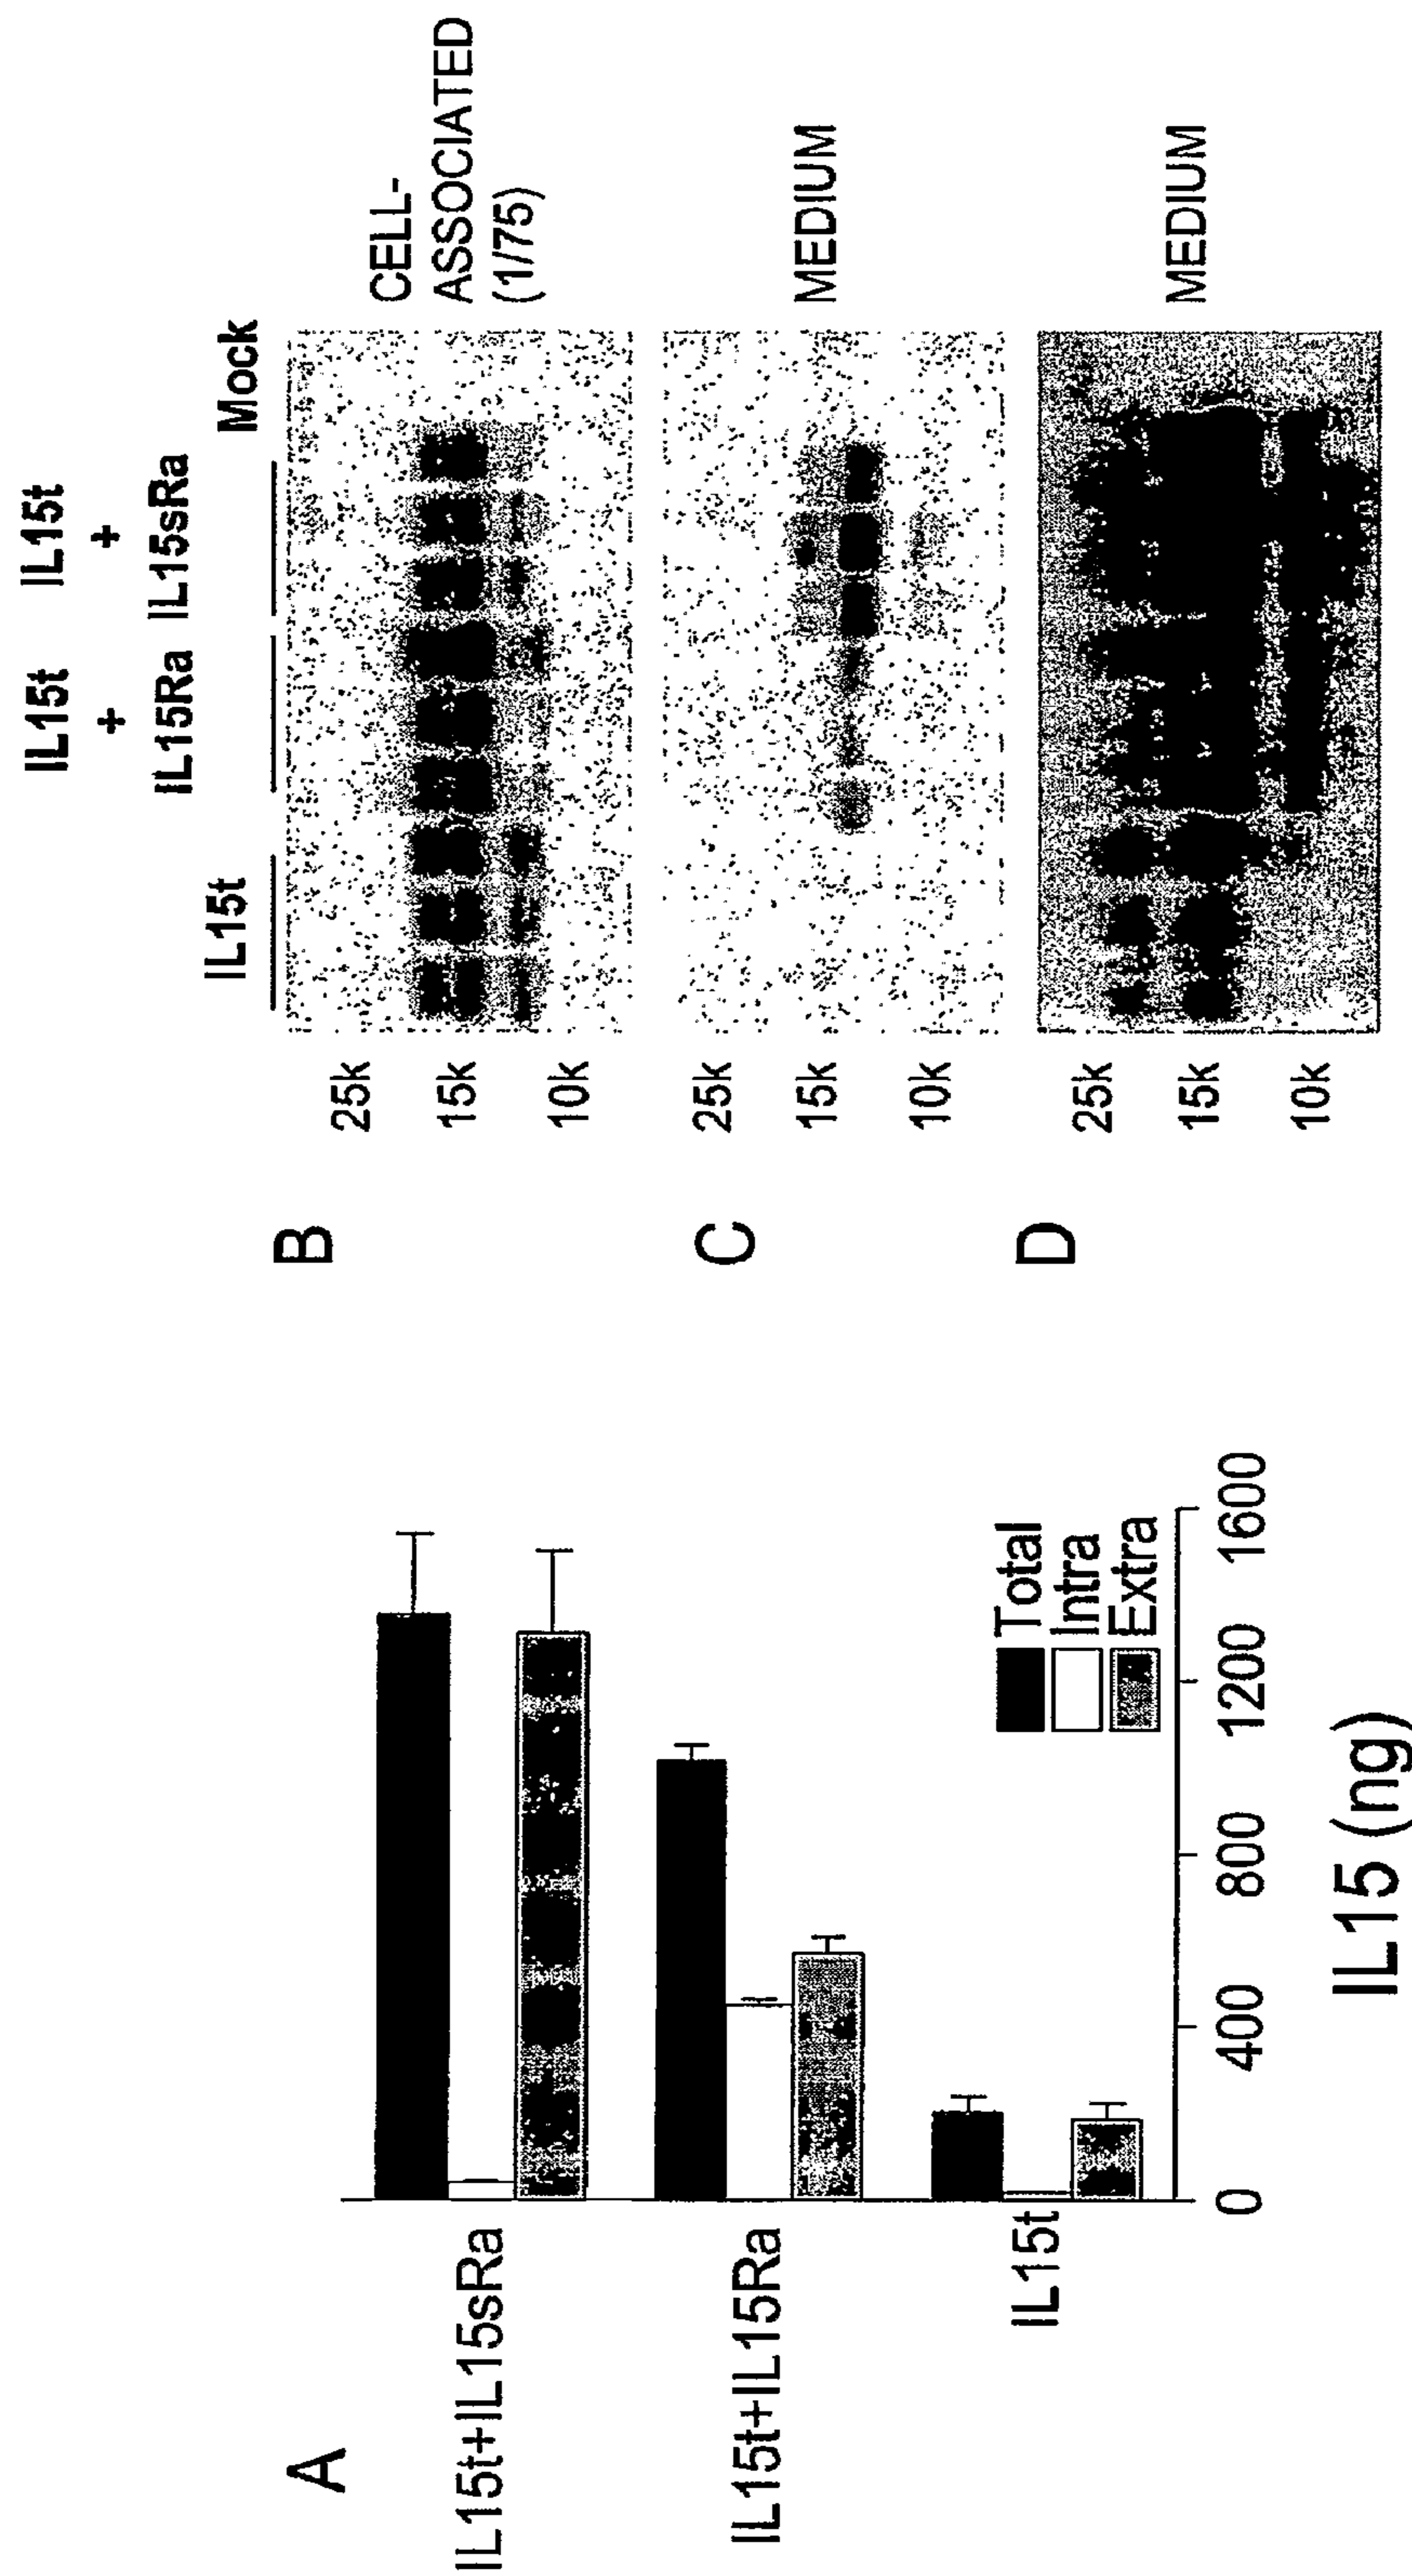 A
IL15t+IL15sRa
IL15t+IL15Ra
IL15t
Total
Intra
Extra
0 400 800 1200 1600
IL15 (ng)
IL15t IL15t
+ +
IL15t IL15Ra IL15sRa Mock
B
25k
15k
10k
CELL-
ASSOCIATED
(1/75)
C
25k
15k
10k
MEDIUM
D
25k
15k
10k
MEDIUM